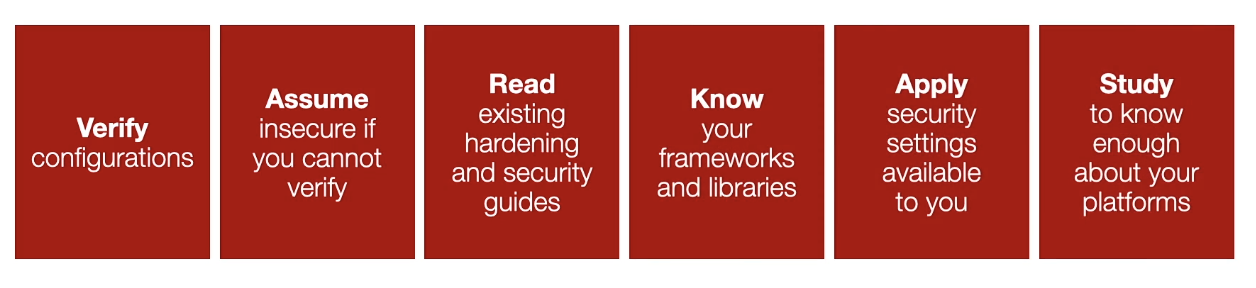 Verify
configurations
Assume
insecure if
you cannot
verify
Read
existing
hardening
and security
guides
Know
your
frameworks
and libraries
Apply
security
settings
available
to you
Study
to know
enough
about your
platforms